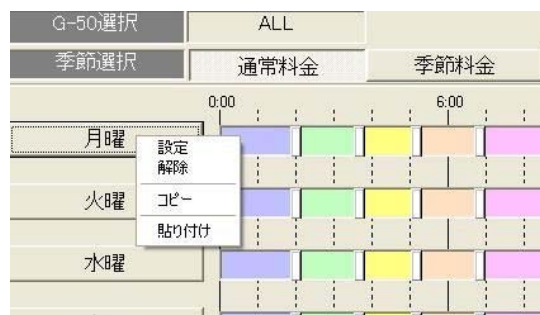 G-50選択 ALL
季節選択 通常料金 季節料金
0:00 6:00
月曜
設定
解除
コピー
貼り付け
火曜
水曜